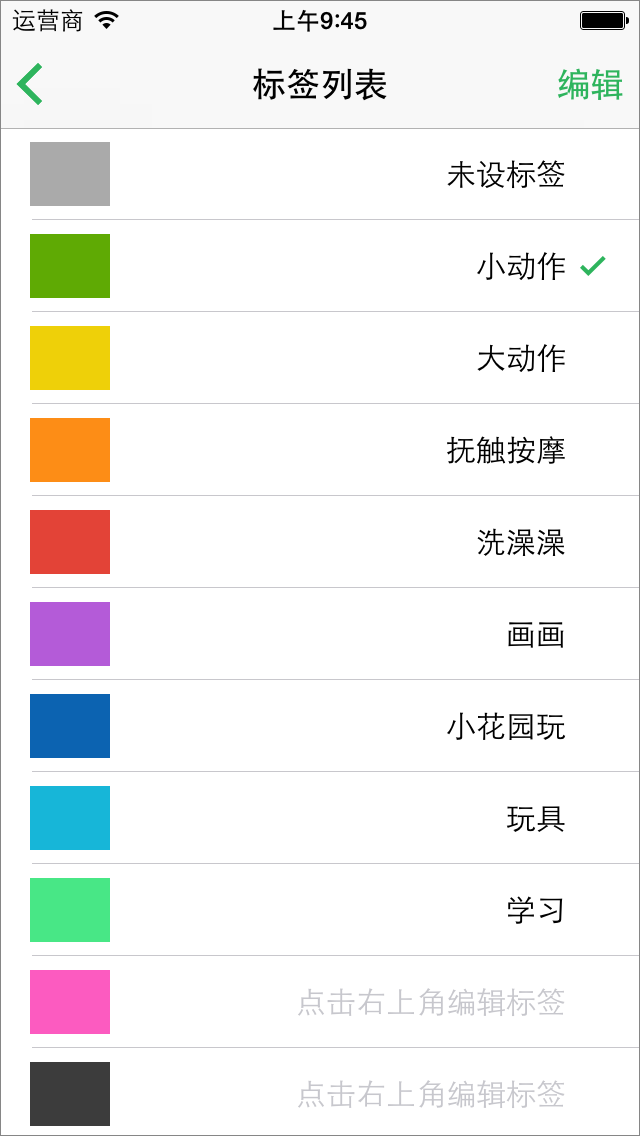 运营商 上午9:45
标签列表 编辑
未设标签
小动作
大动作
抚触按摩
洗澡澡
画画
小花园玩
玩具
学习
点击右上角编辑标签
点击右上角编辑标签